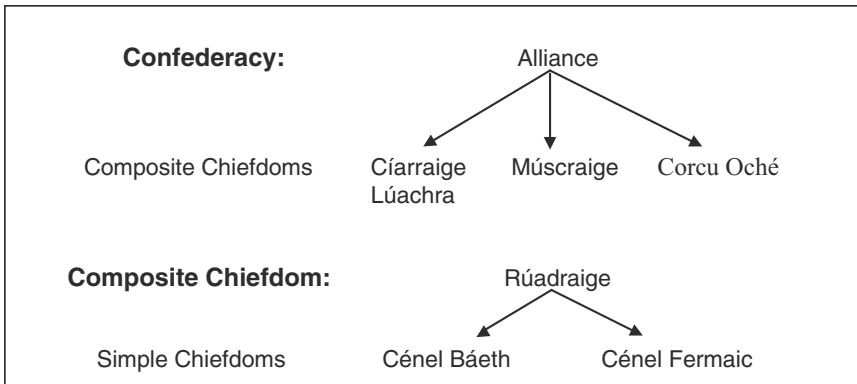 Confederacy: Alliance
Composite Chiefdoms Cíarraige Múscraige Corcu Oché
Lúachra
Composite Chiefdom: Rúadraige
Simple Chiefdoms Cénel Báeth Cénel Fermaic